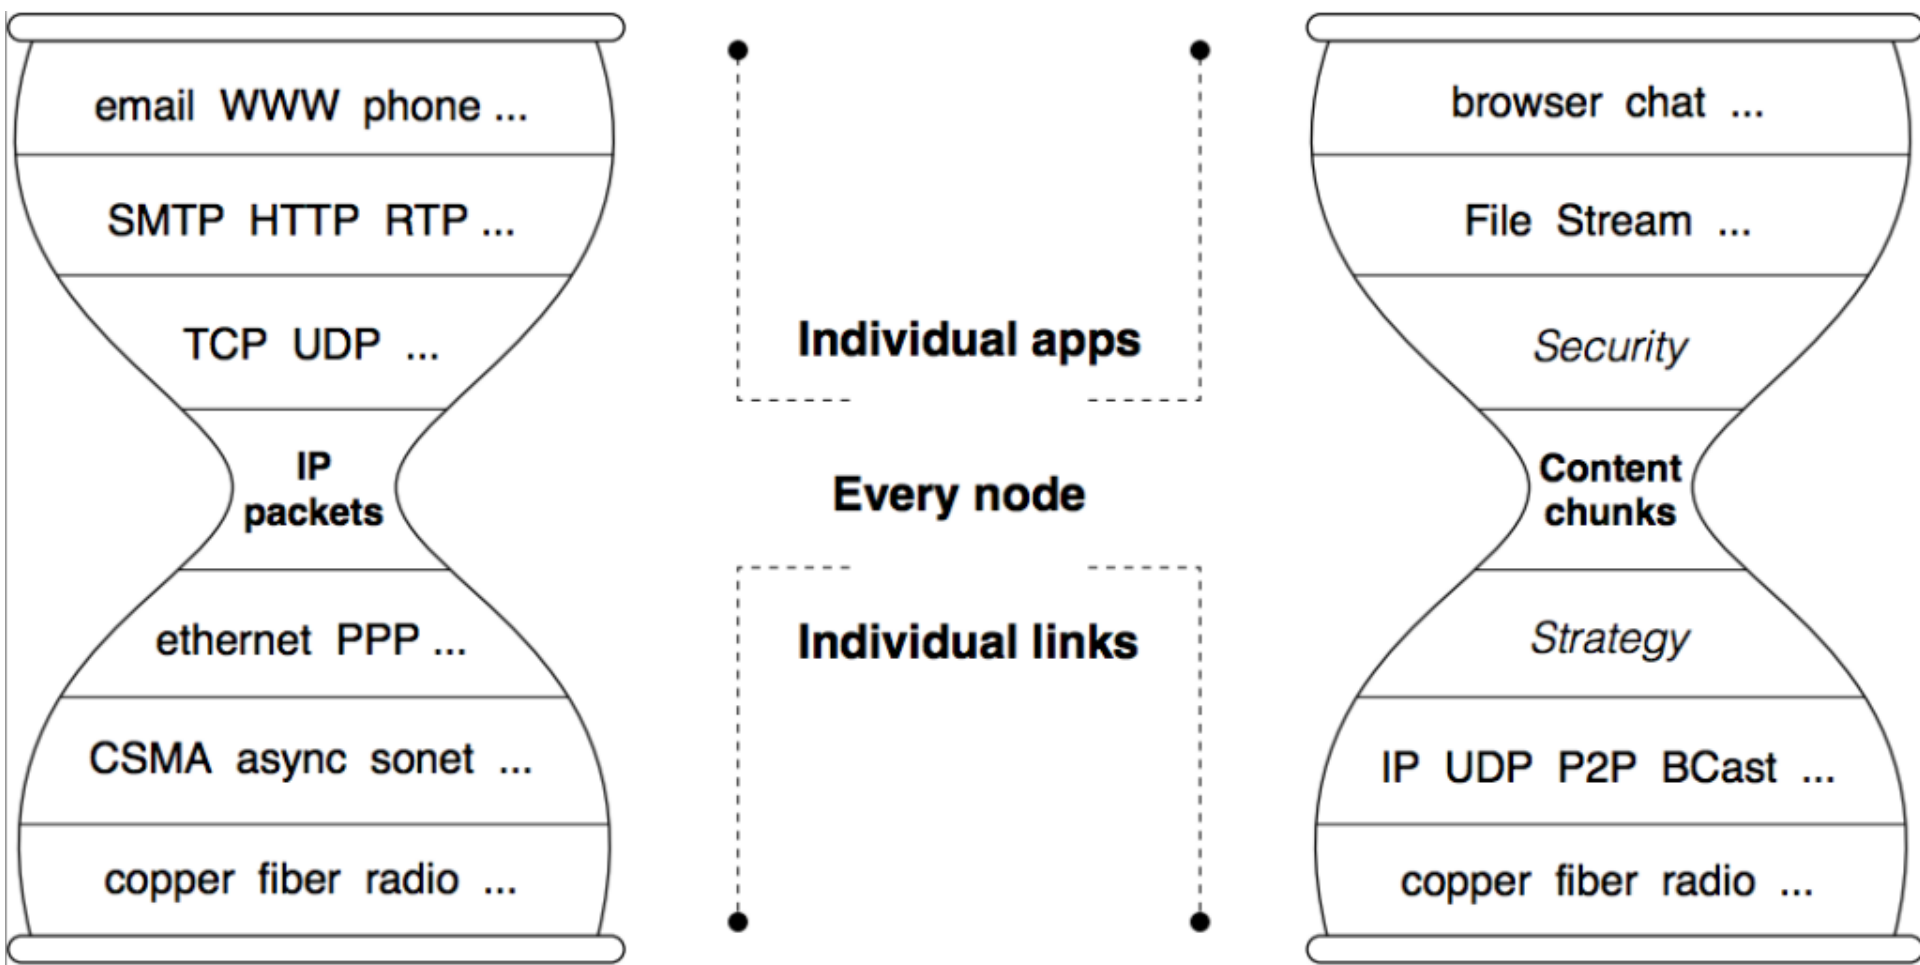 email WWW phone ...
SMTP HTTP RTP ...
TCP UDP ...
IP
packets
ethernet PPP ...
CSMA async sonet ...
copper fiber radio ...
Individual apps
Every node
Individual links
browser chat ...
File Stream ...
Security
Content
chunks
Strategy
IP UDP P2P BCast ...
copper fiber radio ...